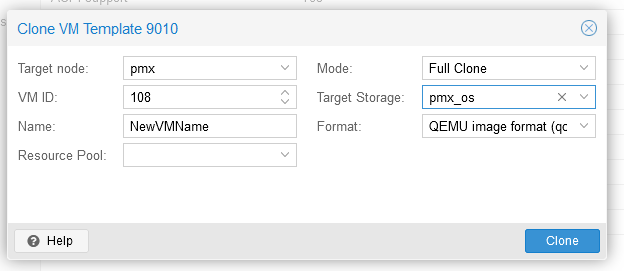 Clone VM Template 9010
Target node: pmx
Mode: Full Clone
VM ID: 108
Target Storage: pmx_os
Name: NewVMName
Format: QEMU image format (qc
Resource Pool:
Help
Clone